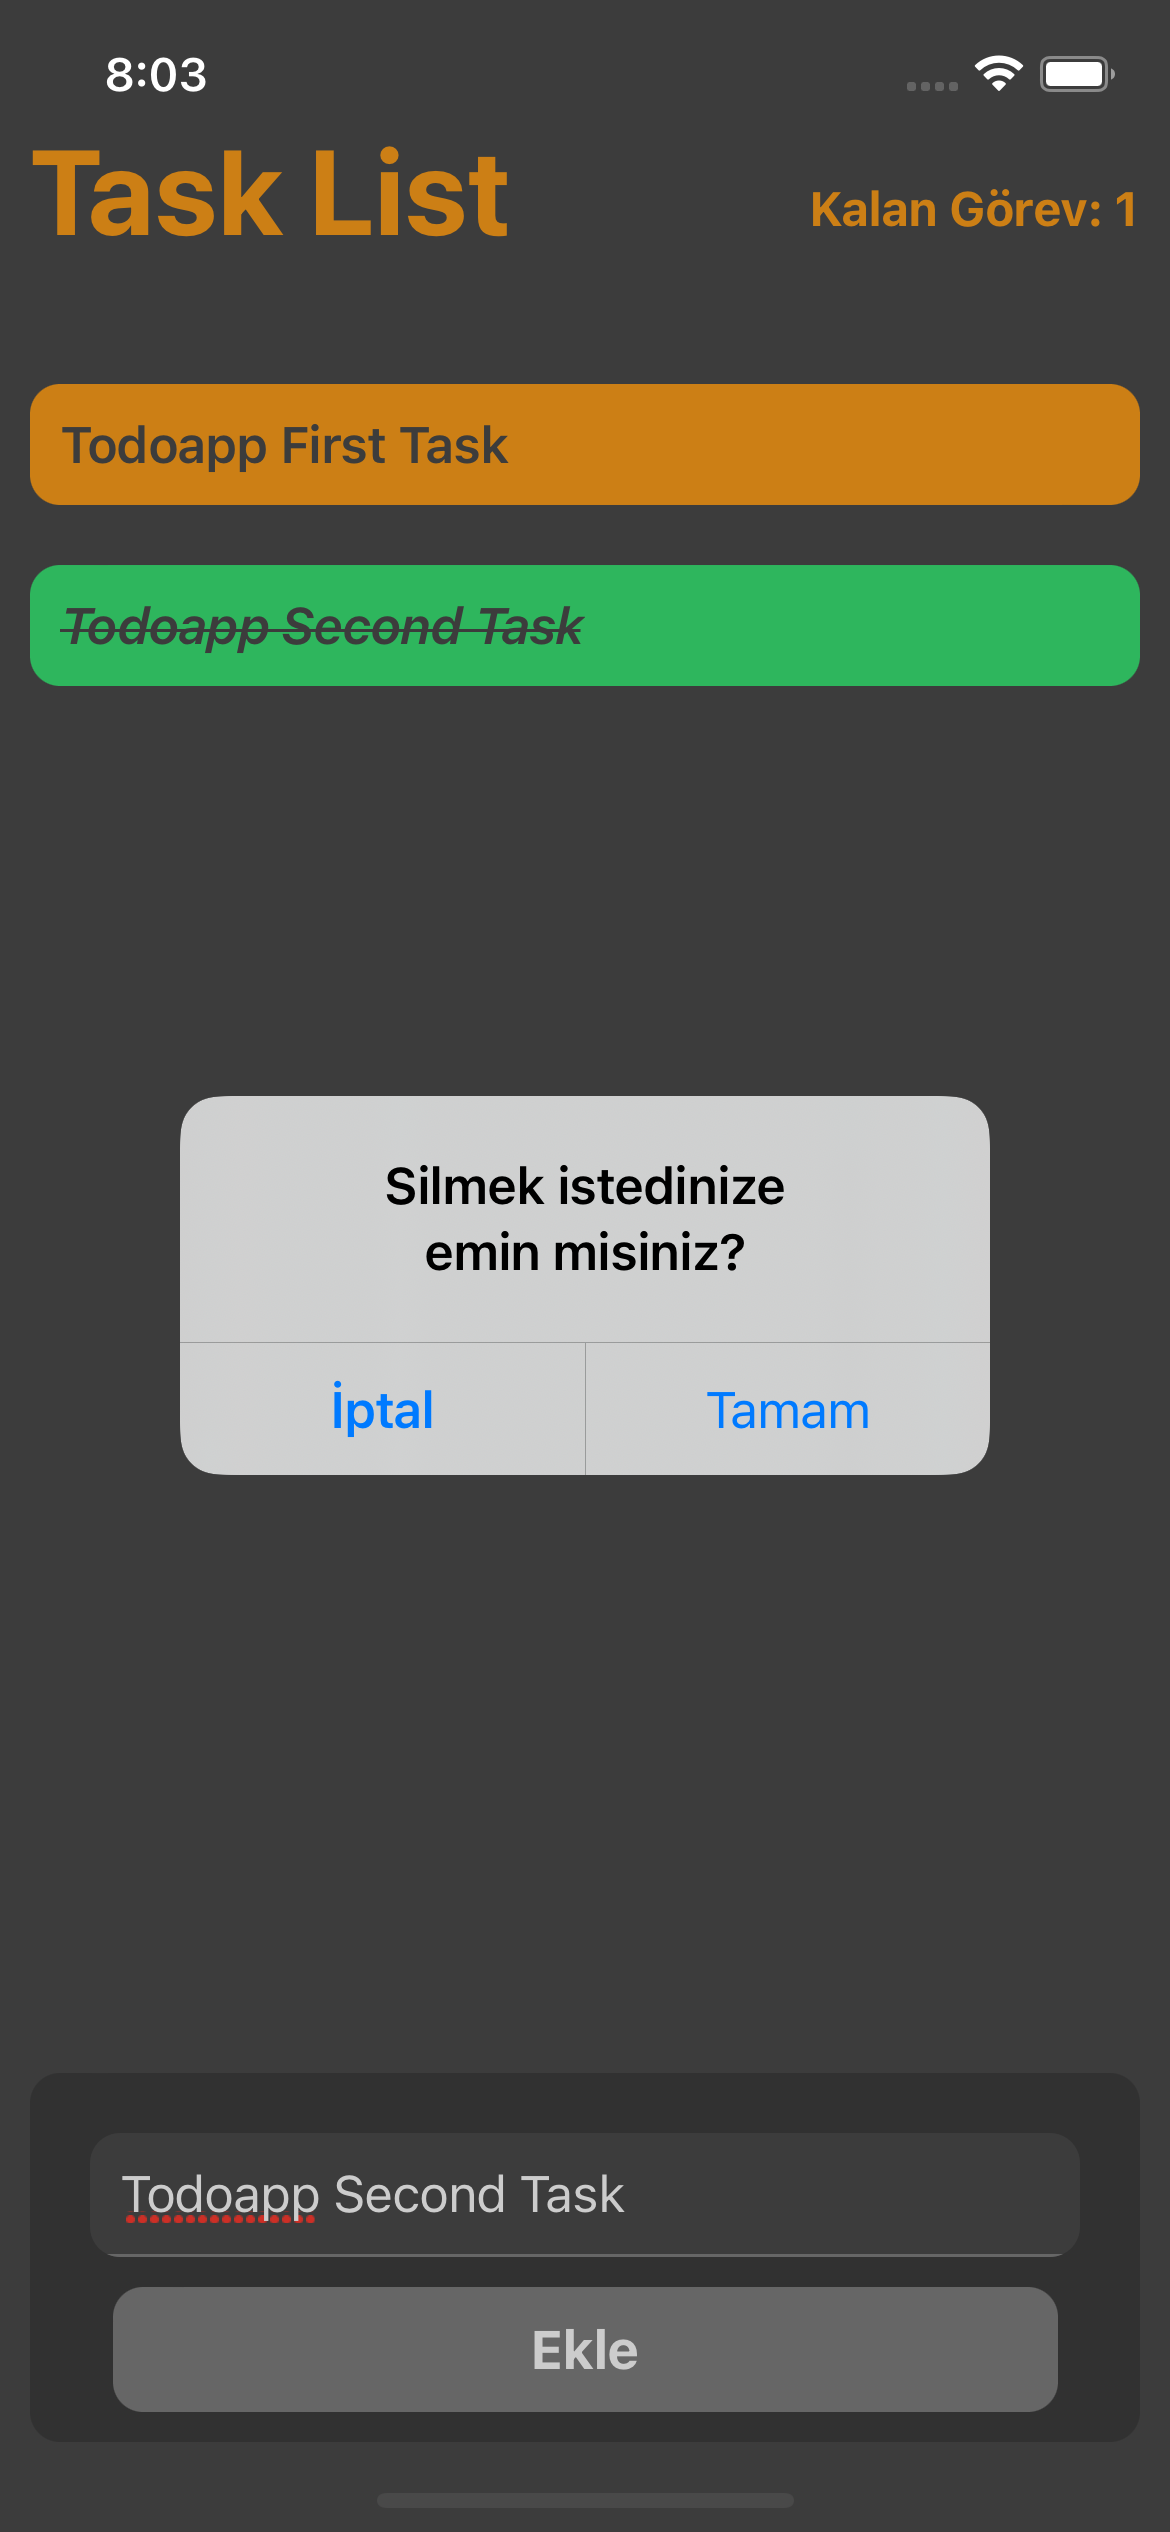 8:03
Task List
Kalan Görev: 1
Todoapp First Task
Todoapp Second Task
Silmek istedinize
emin misiniz?
İptal
Tamam
Todoapp Second Task
Ekle